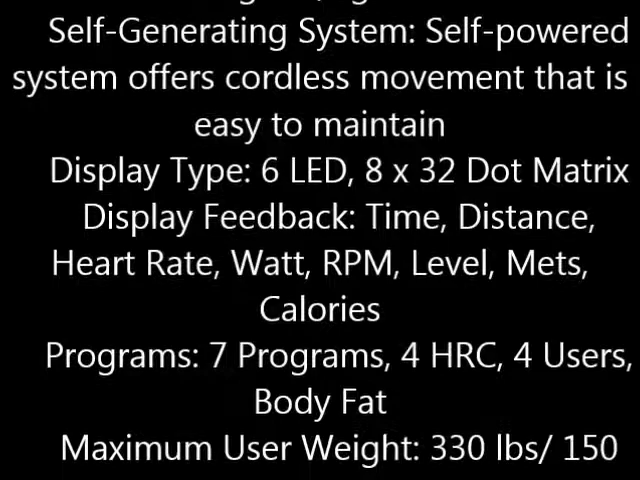 Self-Generating System: Self-powered
system offers cordless movement that is
easy to maintain
Display Type: 6 LED, 8 x 32 Dot Matrix
Display Feedback: Time, Distance,
Heart Rate, Watt, RPM, Level, Mets,
Calories
Programs: 7 Programs, 4 HRC, 4 Users,
Body Fat
Maximum User Weight: 330 lbs/ 150